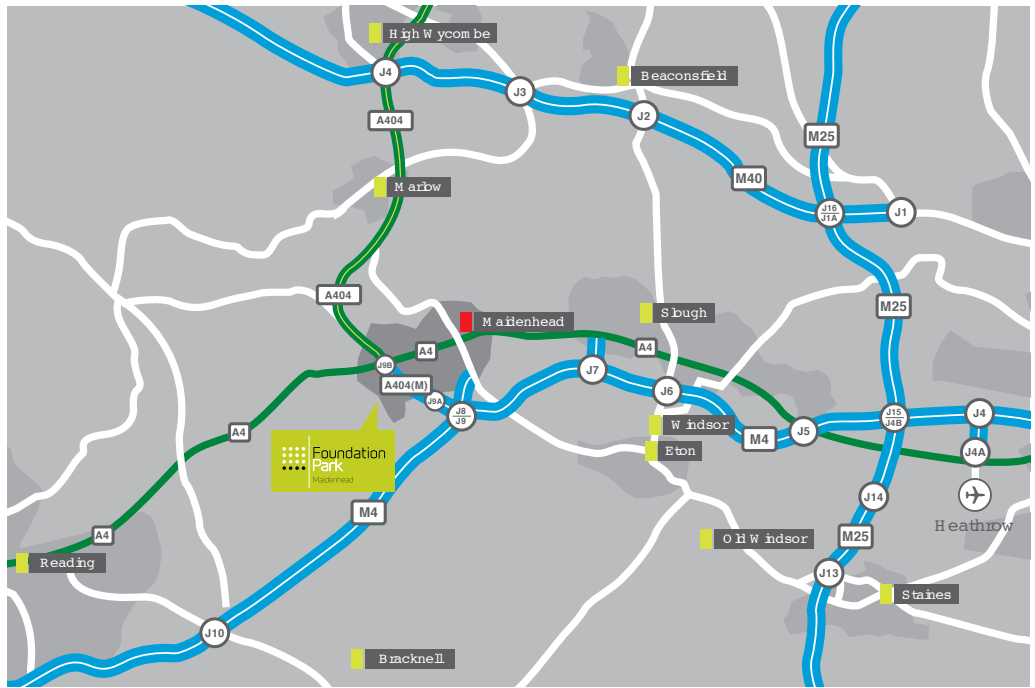 High Wycombe
J4
Beaconsfield
J3
J2
A404
M25
Marlow
M40
J16
J1A
J1
A404
M25
Slough
Maidenhead
A4
A4
J9B
J7
A404(M)
J6
J9A
J8
J9
J15
J4B
J4
Windsor
A4
M4
J5
Eton
J4A
Foundation
Park
Maidenhead
J14
M4
Heathrow
A4
M25
Old Windsor
Reading
J13
Staines
J10
Bracknell